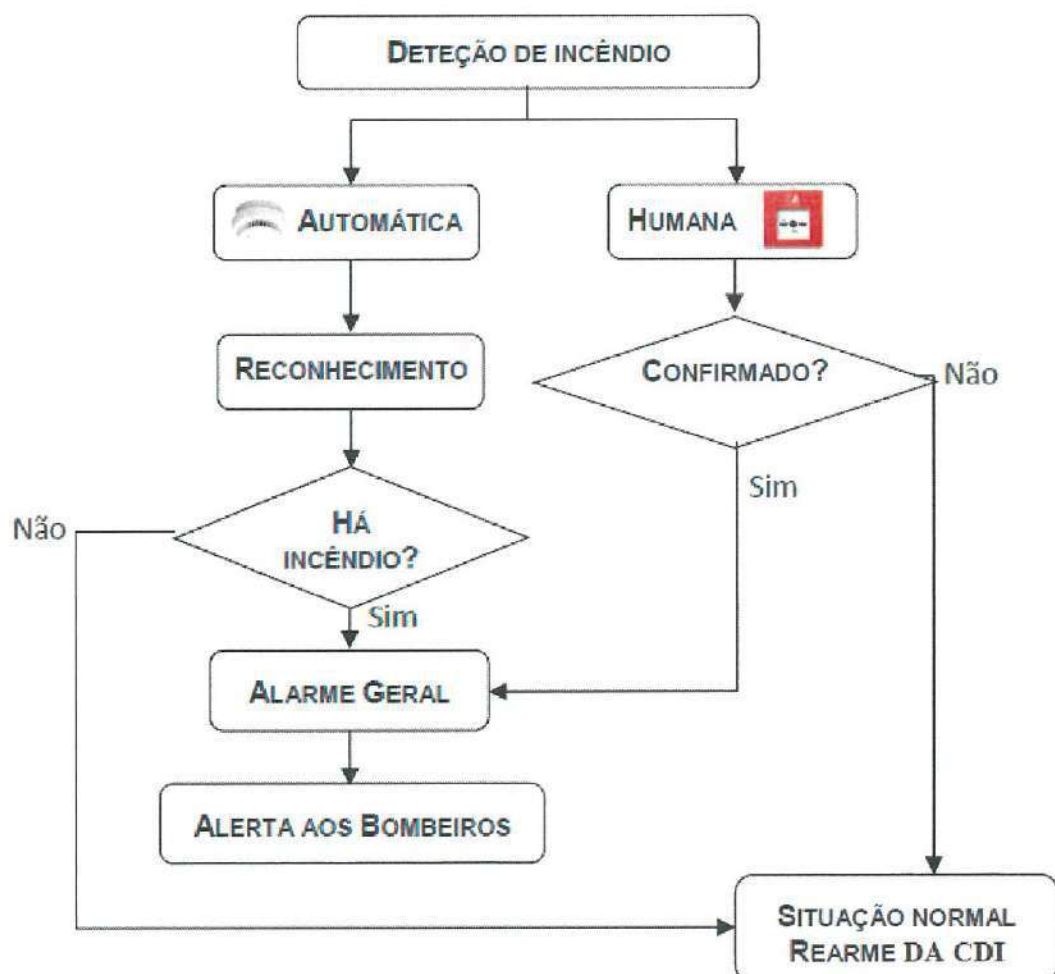 DETEÇÃO DE INCÊNDIO
AUTOMÁTICA
HUMANA
RECONHECIMENTO
CONFIRMADO?
Não
Sim
Não
HÁ
INCÊNDIO?
Sim
ALARME GERAL
ALERTA AOS BOMBEIROS
SITUAÇÃO NORMAL
REARME DA CDI